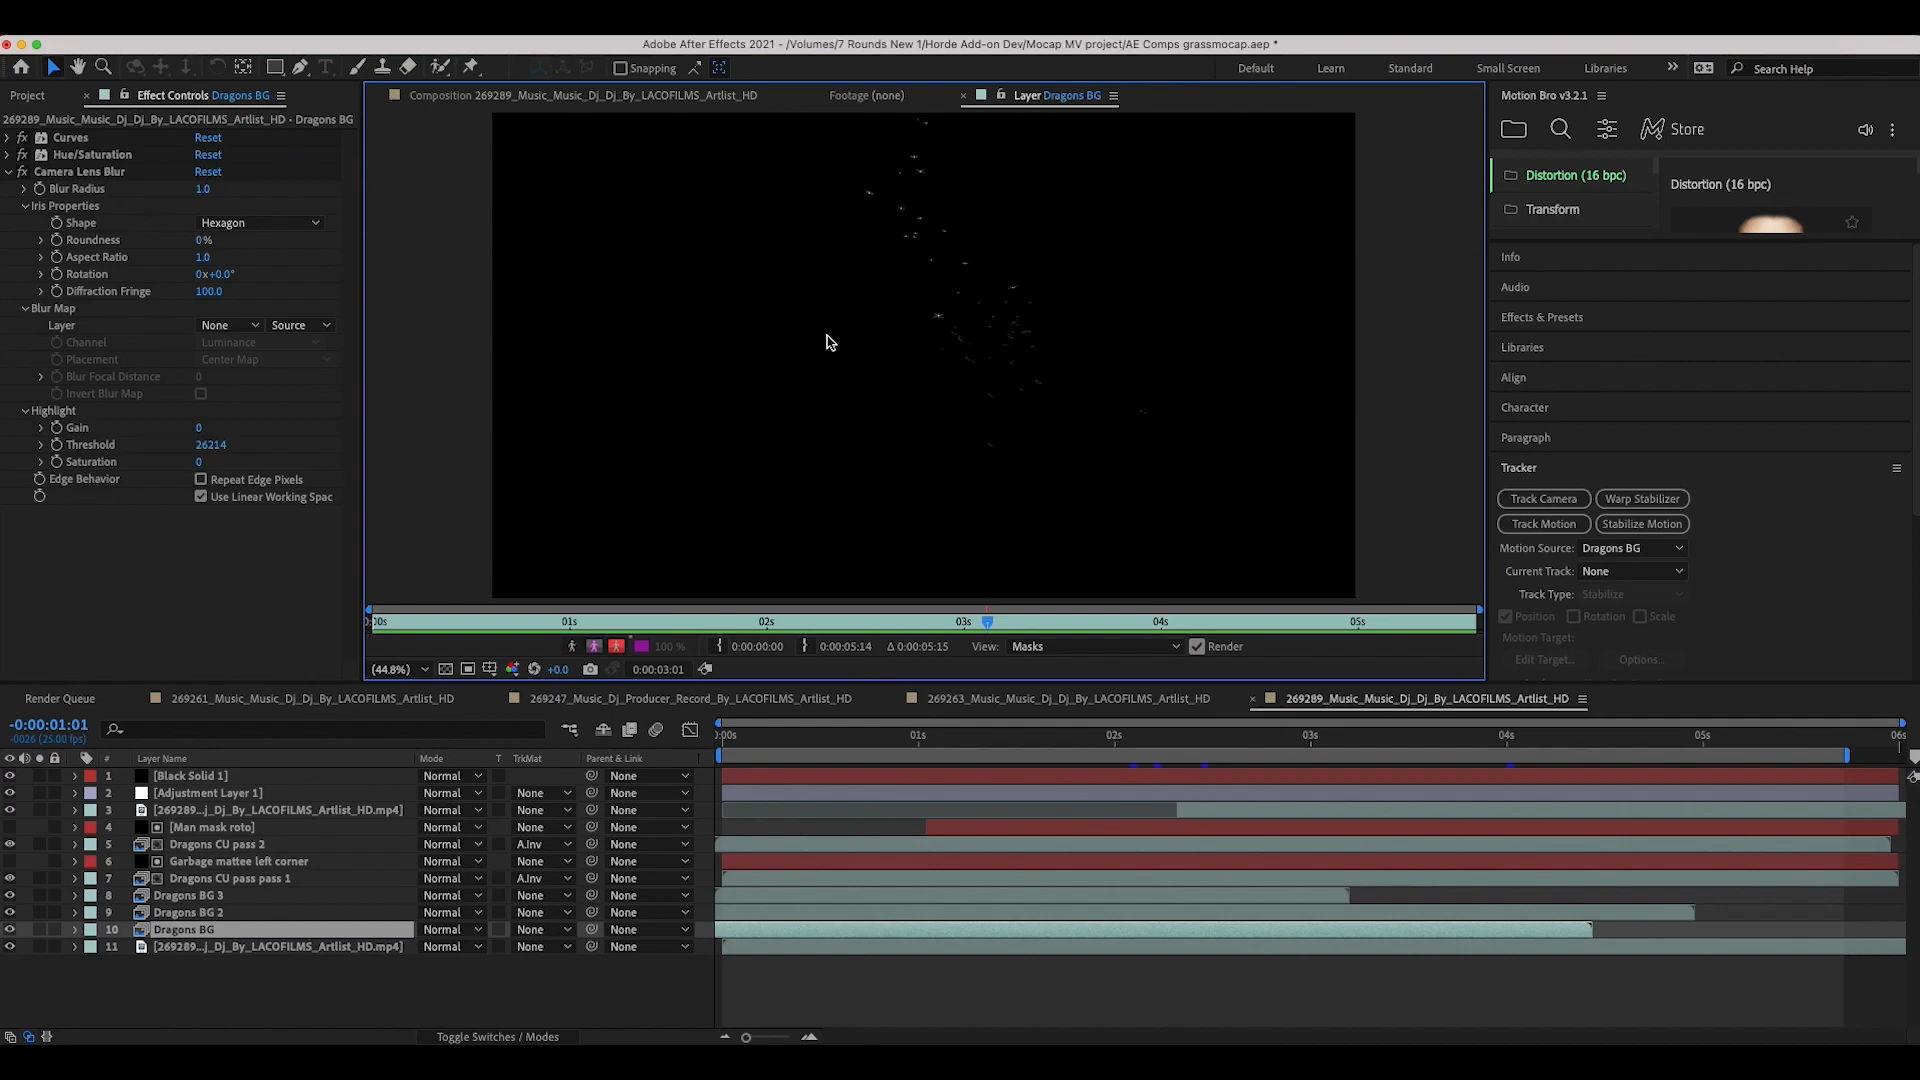 Adobe After Effects 2021 - /Volumes/7 Rounds New 1/Horde Add-on Dev/Mocap MV project/AE Comps grassmocap.aep *
Snapping
Default
Learn
Standard
Small Screen
Libraries
Search Help
Project
Effect Controls Dragons BG
269289_Music_Music_Dj_Dj_By_LACOFILMS_Artlist_HD · Dragons BG
fx Curves Reset
fx Hue/Saturation Reset
fx Camera Lens Blur Reset
Blur Radius 1.0
Iris Properties
Shape Hexagon
Roundness 0%
Aspect Ratio 1.0
Rotation 0x+0.0°
Diffraction Fringe 100.0
Blur Map
Layer None Source
Channel Luminance
Placement Center Map
Blur Focal Distance 0
Invert Blur Map
Highlight
Gain 0
Threshold 26214
Saturation 0
Edge Behavior Repeat Edge Pixels
Use Linear Working Spac
Composition 269289_Music_Music_Dj_Dj_By_LACOFILMS_Artlist_HD
Footage (none)
Layer Dragons BG
01s 02s 03s 04s 05s
100 % 0:00:00:00 0:00:05:14 Δ 0:00:05:15 View: Masks Render
(44.8%) +0.0 0:00:03:01
Motion Bro v3.2.1
Store
Distortion (16 bpc)
Transform
Distortion (16 bpc)
Info
Audio
Effects & Presets
Libraries
Align
Character
Paragraph
Tracker
Track Camera Warp Stabilizer
Track Motion Stabilize Motion
Motion Source: Dragons BG
Current Track: None
Track Type: Stabilize
Position Rotation Scale
Motion Target:
Edit Target... Options...
Render Queue
269261_Music_Music_Dj_Dj_By_LACOFILMS_Artlist_HD
269247_Music_Dj_Producer_Record_By_LACOFILMS_Artlist_HD
269263_Music_Music_Dj_Dj_By_LACOFILMS_Artlist_HD
269289_Music_Music_Dj_Dj_By_LACOFILMS_Artlist_HD
-0:00:01:01
-0026 (25.00 fps)
01s 02s 03s 04s 05s 06s
# Layer Name Mode T TrkMat Parent & Link
1 [Black Solid 1] Normal None
2 [Adjustment Layer 1] Normal None None
3 [269289...j_Dj_By_LACOFILMS_Artlist_HD.mp4] Normal None None
4 [Man mask roto] Normal None None
5 Dragons CU pass 2 Normal A.Inv None
6 Garbage mattee left corner Normal None None
7 Dragons CU pass pass 1 Normal A.Inv None
8 Dragons BG 3 Normal None None
9 Dragons BG 2 Normal None None
10 Dragons BG Normal None None
11 [269289...j_Dj_By_LACOFILMS_Artlist_HD.mp4] Normal None None
Toggle Switches / Modes